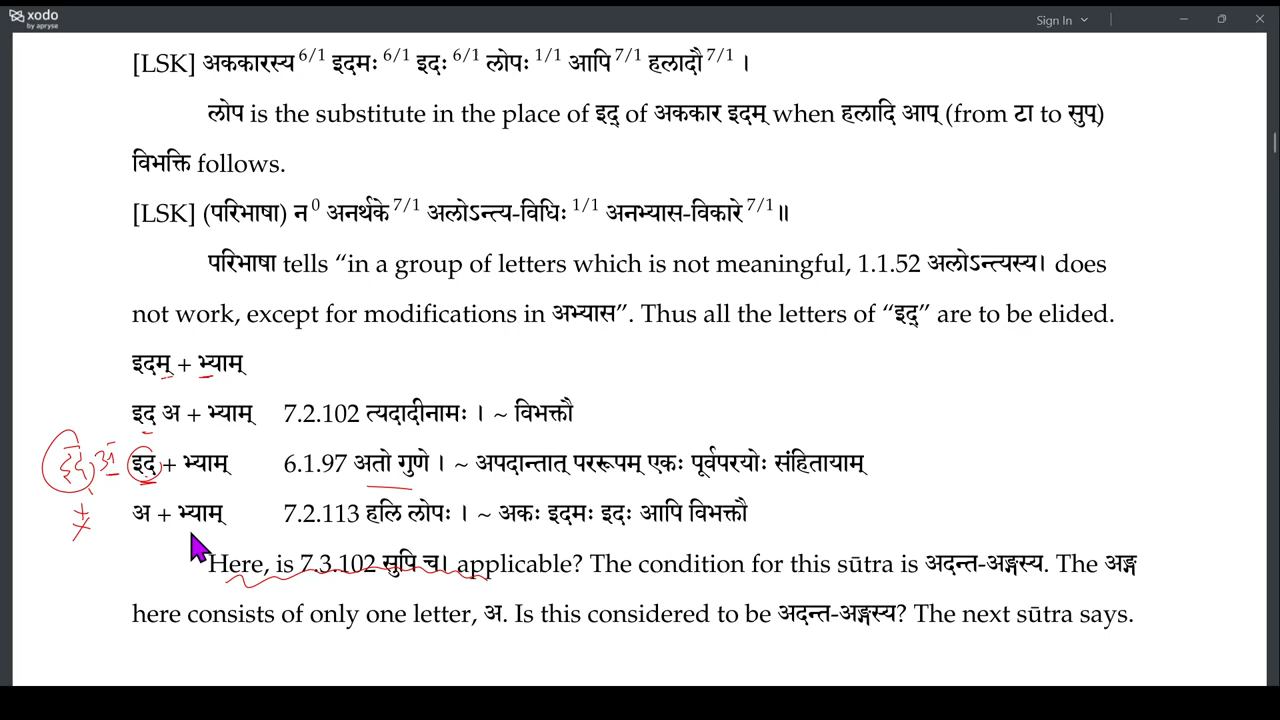 xodo
by apryse
Sign In
[LSK] अककारस्य 6/1 इदमः 6/1 इदः 6/1 लोपः 1/1 आपि 7/1 हलादौ 7/1 ।
लोप is the substitute in the place of इद् of अककार इदम् when हलादि आप् (from टा to सुप्)
विभक्ति follows.
[LSK] (परिभाषा) न 0 अनर्थके 7/1 अलोऽन्त्य-विधिः 1/1 अनभ्यास-विकारे 7/1 ॥
परिभाषा tells “in a group of letters which is not meaningful, 1.1.52 अलोऽन्त्यस्य। does
not work, except for modifications in अभ्यास”. Thus all the letters of “इद्” are to be elided.
इदम् + भ्याम्
इद अ + भ्याम् 7.2.102 त्यदादीनामः । ~ विभक्तौ
इद् अ इद + भ्याम् 6.1.97 अतो गुणे । ~ अपदान्तात् पररूपम् एकः पूर्वपरयोः संहितायाम्
अ + भ्याम् 7.2.113 हलि लोपः । ~ अकः इदमः इदः आपि विभक्तौ
Here, is 7.3.102 सुपि च। applicable? The condition for this sūtra is अदन्त-अङ्गस्य. The अङ्ग
here consists of only one letter, अ. Is this considered to be अदन्त-अङ्गस्य? The next sūtra says.